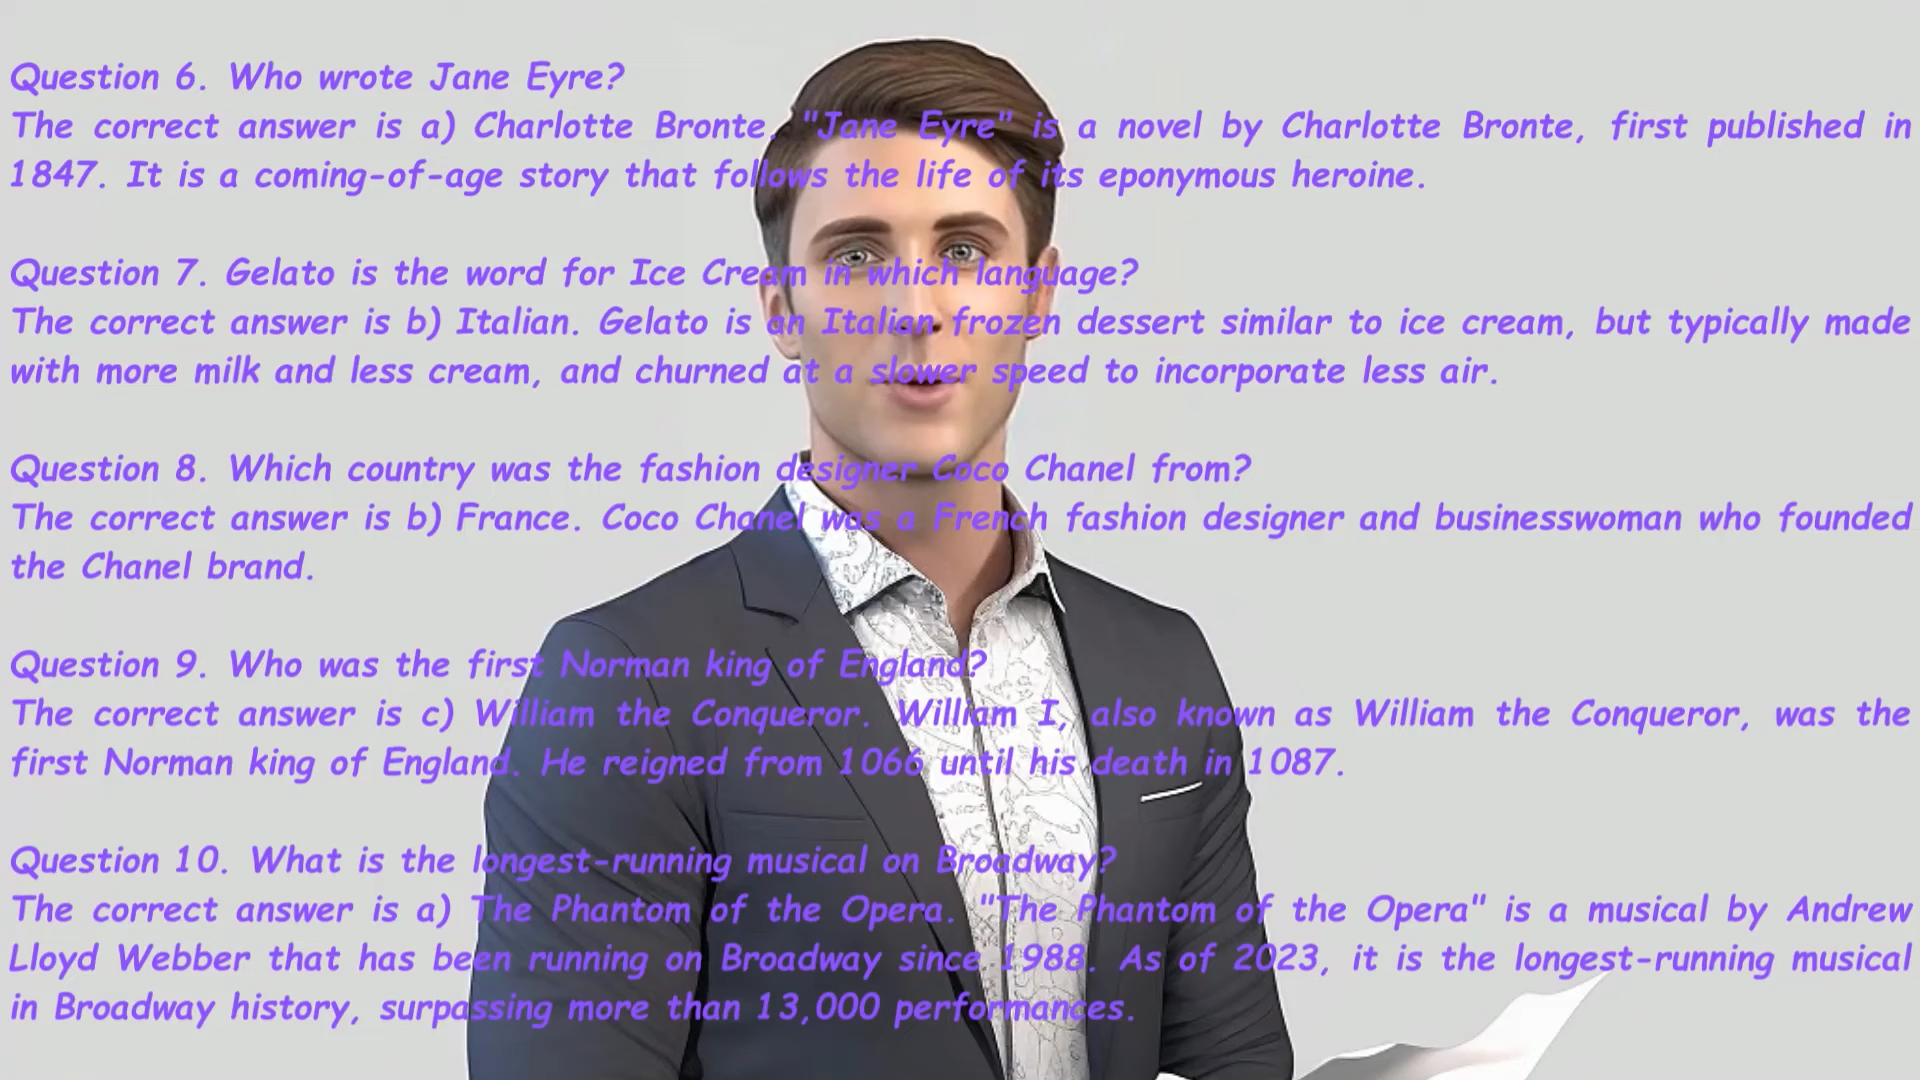 Question 6. Who wrote Jane Eyre?
The correct answer is a) Charlotte Bronte. "Jane Eyre" is a novel by Charlotte Bronte, first published in
1847. It is a coming-of-age story that follows the life of its eponymous heroine.
Question 7. Gelato is the word for Ice Cream in which language?
The correct answer is b) Italian. Gelato is an Italian frozen dessert similar to ice cream, but typically made
with more milk and less cream, and churned at a slower speed to incorporate less air.
Question 8. Which country was the fashion designer Coco Chanel from?
The correct answer is b) France. Coco Chanel was a French fashion designer and businesswoman who founded
the Chanel brand.
Question 9. Who was the first Norman king of England?
The correct answer is c) William the Conqueror. William I, also known as William the Conqueror, was the
first Norman king of England. He reigned from 1066 until his death in 1087.
Question 10. What is the longest-running musical on Broadway?
The correct answer is a) The Phantom of the Opera. "The Phantom of the Opera" is a musical by Andrew
Lloyd Webber that has been running on Broadway since 1988. As of 2023, it is the longest-running musical
in Broadway history, surpassing more than 13,000 performances.